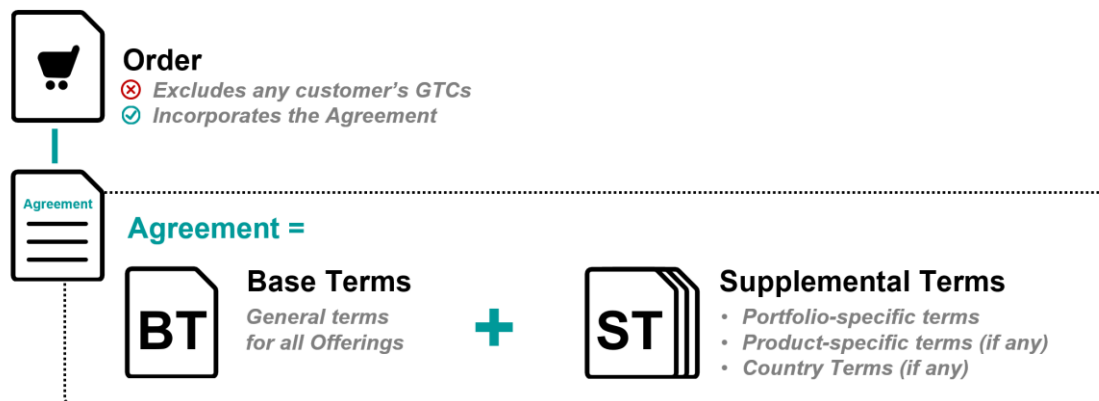 Order
Excludes any customer’s GTCs
Incorporates the Agreement
Agreement
Agreement =
BT
Base Terms
General terms
for all Offerings
+
ST
Supplemental Terms
• Portfolio-specific terms
• Product-specific terms (if any)
• Country Terms (if any)